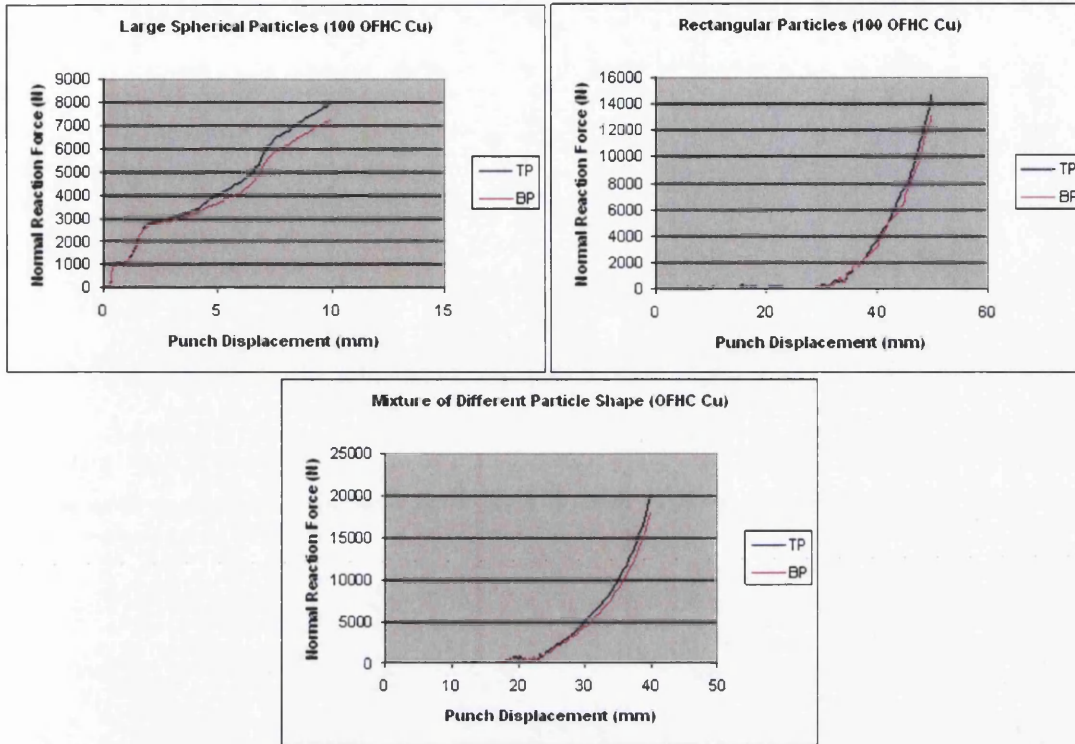 Large Spherical Particles (100 OFHC Cu)
Normal Reaction Force (N)
9000
8000
7000
6000
5000
4000
3000
2000
1000
0
0 5 10 15
Punch Displacement (mm)
TP
BP
Rectangular Particles (100 OFHC Cu)
Normal Reaction Force (N)
16000
14000
12000
10000
8000
6000
4000
2000
0
0 20 40 60
Punch Displacement (mm)
TP
BP
Mixture of Different Particle Shape (OFHC Cu)
Normal Reaction Force (N)
25000
20000
15000
10000
5000
0
0 10 20 30 40 50
Punch Displacement (mm)
TP
BP